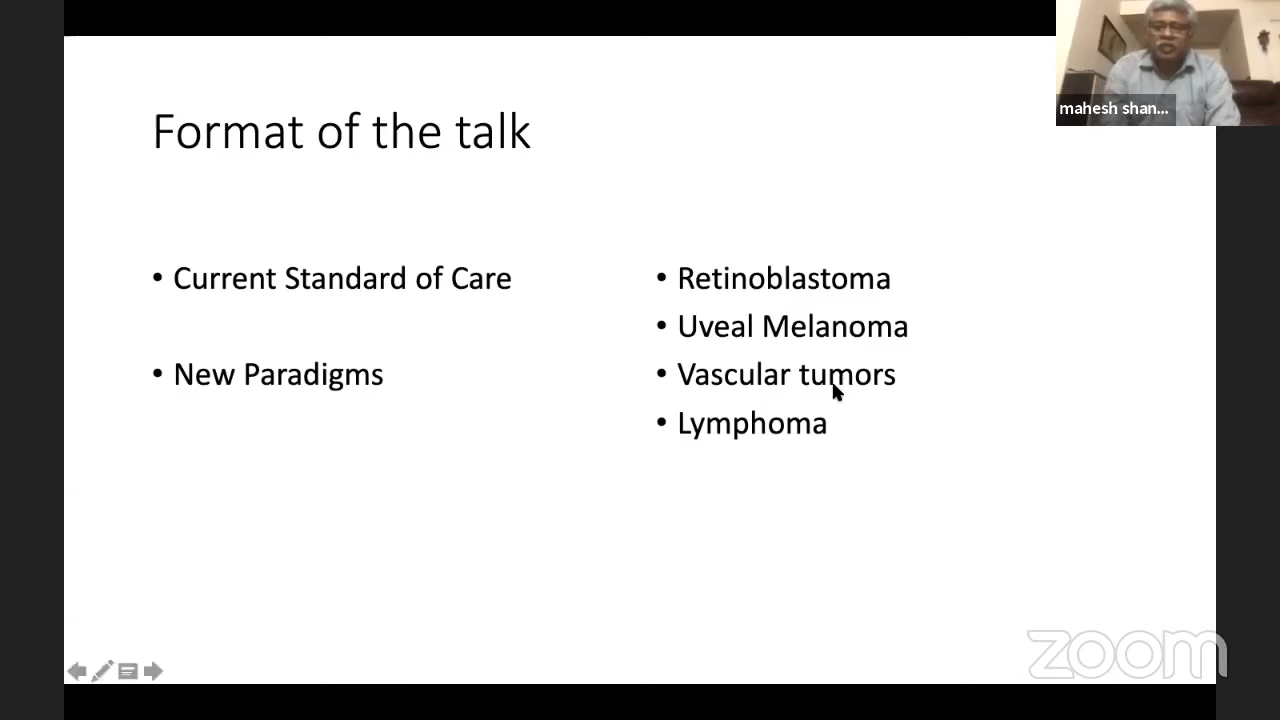 mahesh shan...
Format of the talk
• Current Standard of Care
• New Paradigms
• Retinoblastoma
• Uveal Melanoma
• Vascular tumors
• Lymphoma
zoom